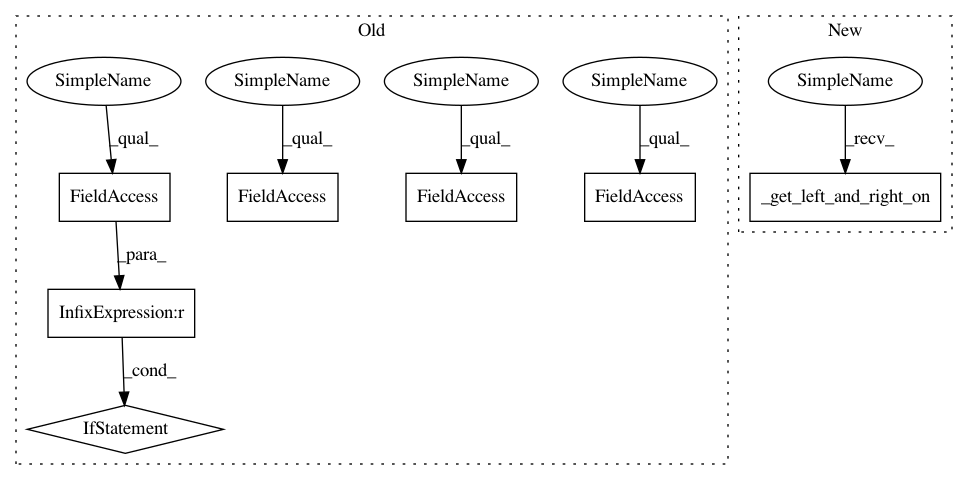 Old
New
SimpleName
SimpleName
SimpleName
SimpleName
SimpleName
_qual_
_qual_
_qual_
_qual_
_recv_
FieldAccess
FieldAccess
FieldAccess
FieldAccess
_get_left_and_right_on
_para_
InfixExpression:r
_cond_
IfStatement